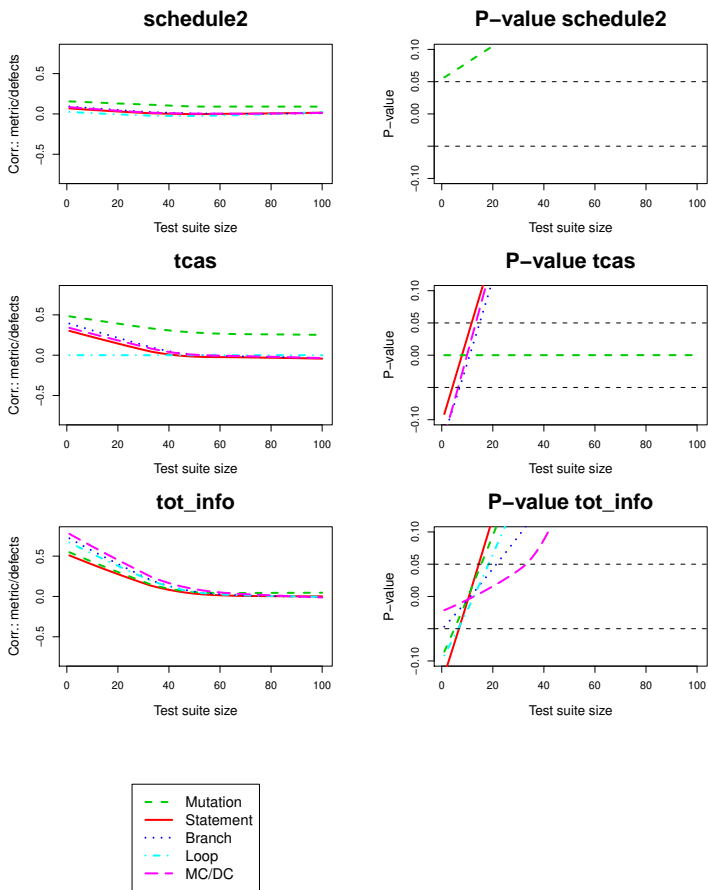 schedule2
Corr.: metric/defects
0.5
0.0
−0.5
0 20 40 60 80 100
Test suite size
P−value schedule2
P−value
0.10
0.05
0.00
−0.10
0 20 40 60 80 100
Test suite size
tcas
Corr.: metric/defects
0.5
0.0
−0.5
0 20 40 60 80 100
Test suite size
P−value tcas
P−value
0.10
0.05
0.00
−0.10
0 20 40 60 80 100
Test suite size
tot_info
Corr.: metric/defects
0.5
0.0
−0.5
0 20 40 60 80 100
Test suite size
P−value tot_info
P−value
0.10
0.05
0.00
−0.10
0 20 40 60 80 100
Test suite size
Mutation
Statement
Branch
Loop
MC/DC